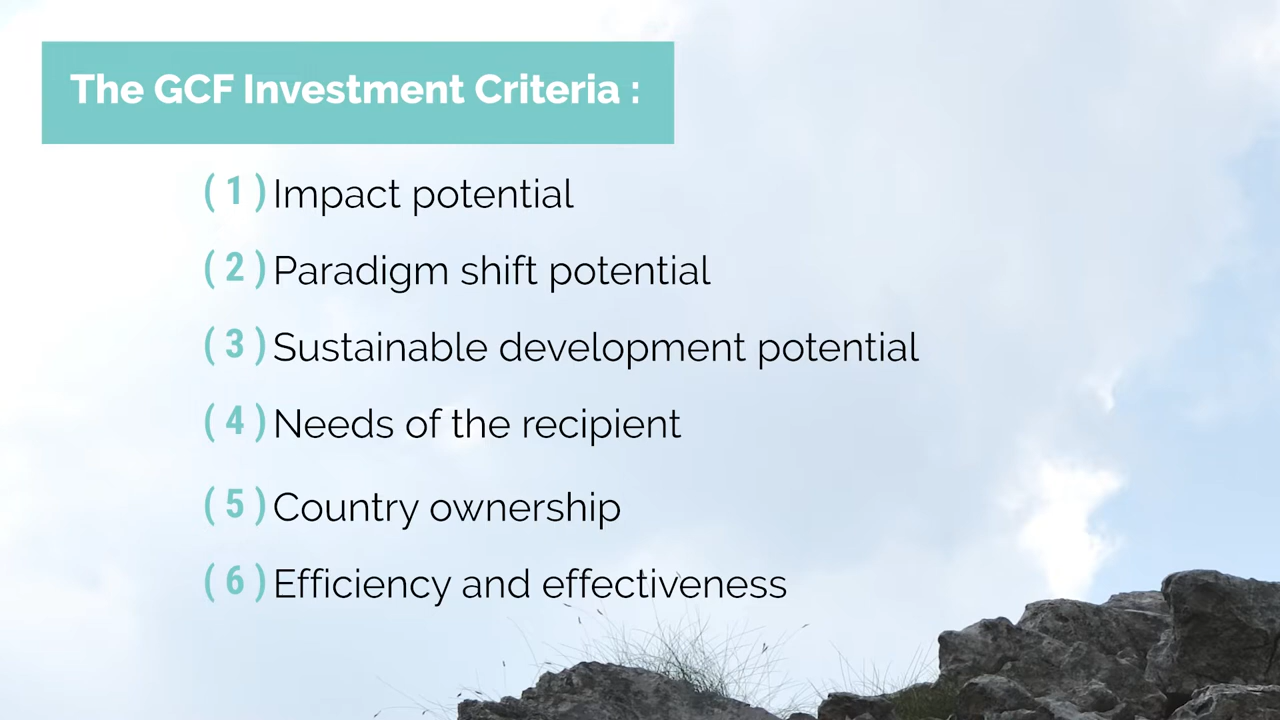 The GCF Investment Criteria :
( 1 ) Impact potential
( 2 ) Paradigm shift potential
( 3 ) Sustainable development potential
( 4 ) Needs of the recipient
( 5 ) Country ownership
( 6 ) Efficiency and effectiveness